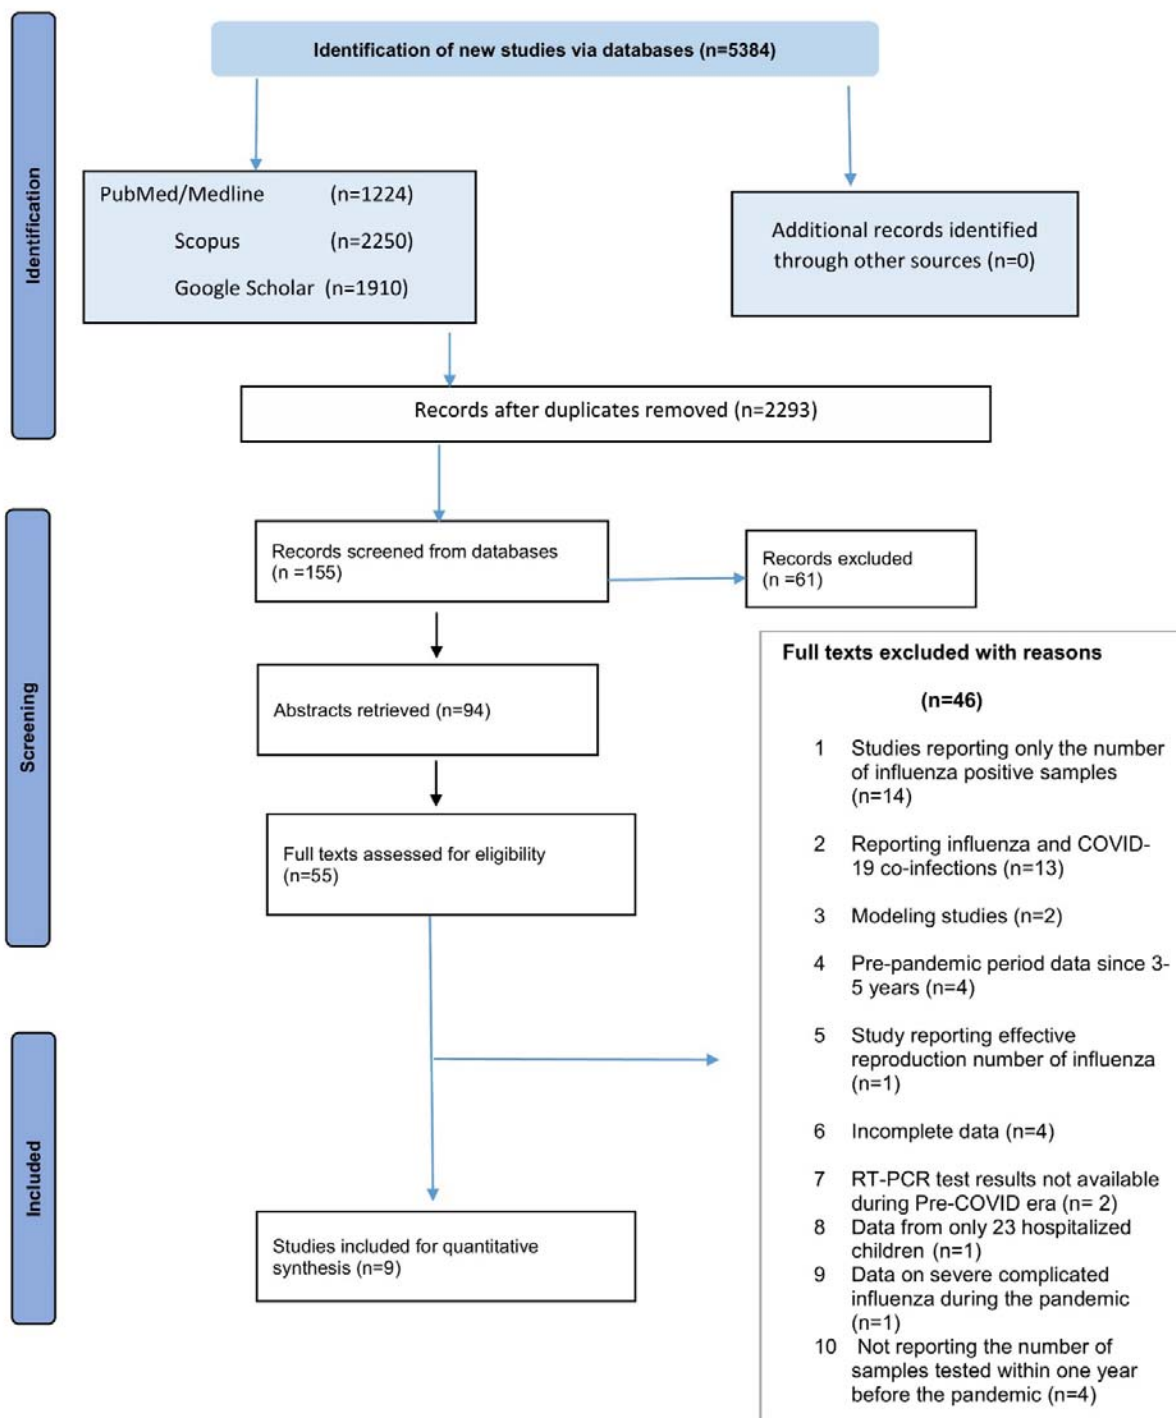 Identification of new studies via databases (n=5384)
Identification
PubMed/Medline (n=1224)
Scopus (n=2250)
Google Scholar (n=1910)
Additional records identified
through other sources (n=0)
Records after duplicates removed (n=2293)
Screening
Records screened from databases
(n =155)
Records excluded
(n =61)
Abstracts retrieved (n=94)
Full texts assessed for eligibility
(n=55)
Full texts excluded with reasons
(n=46)
1 Studies reporting only the number
of influenza positive samples
(n=14)
2 Reporting influenza and COVID-
19 co-infections (n=13)
3 Modeling studies (n=2)
4 Pre-pandemic period data since 3-
5 years (n=4)
5 Study reporting effective
reproduction number of influenza
(n=1)
6 Incomplete data (n=4)
7 RT-PCR test results not available
during Pre-COVID era (n= 2)
8 Data from only 23 hospitalized
children (n=1)
9 Data on severe complicated
influenza during the pandemic
(n=1)
10 Not reporting the number of
samples tested within one year
before the pandemic (n=4)
Included
Studies included for quantitative
synthesis (n=9)